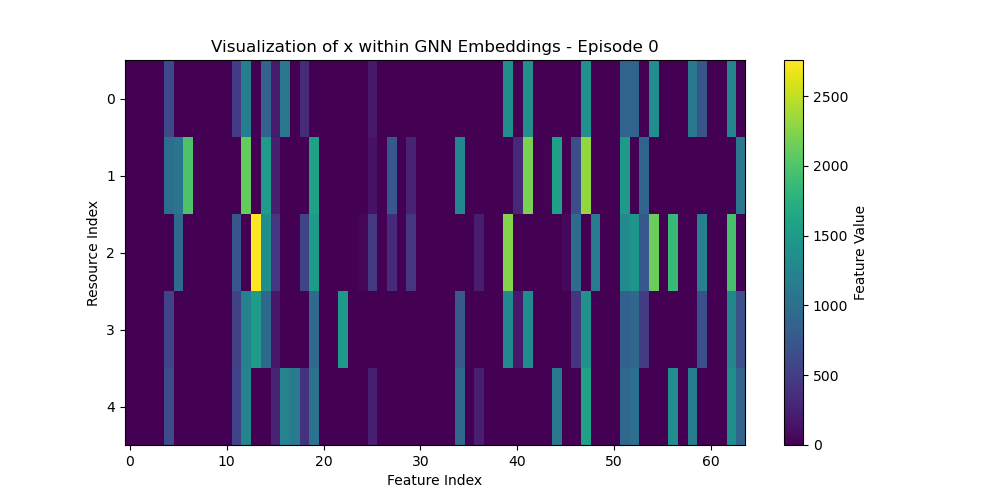 Visualization of x within GNN Embeddings - Episode 0
Resource Index
0
1
2
3
4
0 10 20 30 40 50 60
Feature Index
2500
2000
1500
1000
500
0
Feature Value